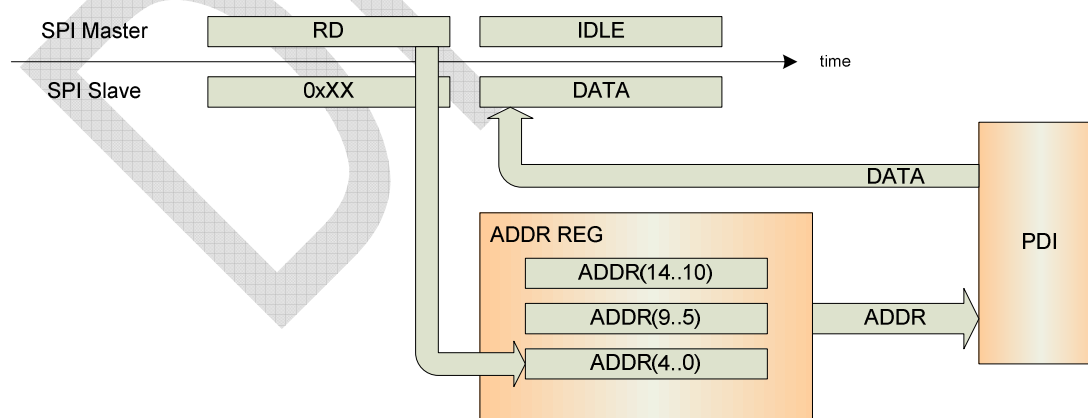 SPI Master RD IDLE
time
SPI Slave 0xXX DATA
DATA
PDI
ADDR REG
ADDR(14..10)
ADDR(9..5)
ADDR
ADDR(4..0)